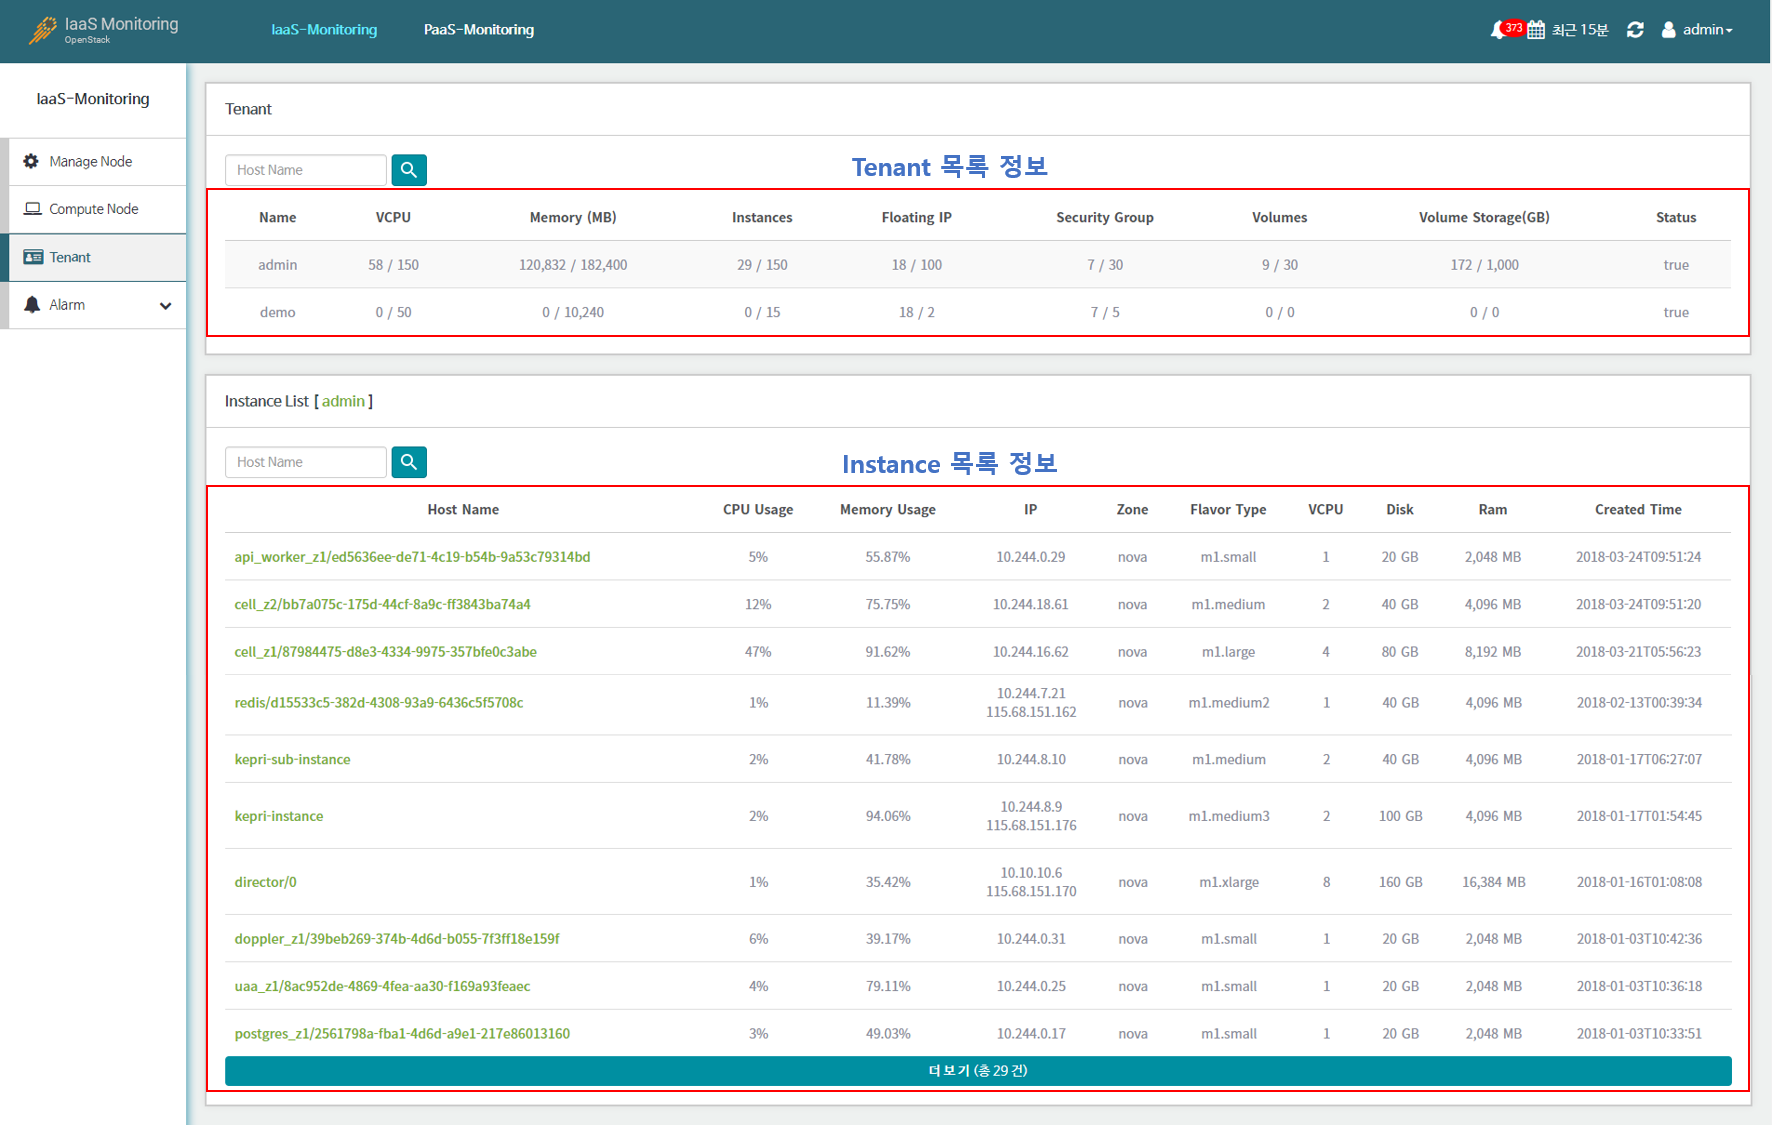 IaaS Monitoring
OpenStack
IaaS-Monitoring PaaS-Monitoring
373 최근 15분 admin
IaaS-Monitoring
Manage Node
Compute Node
Tenant
Alarm
Tenant
Host Name
Tenant 목록 정보
Name VCPU Memory (MB) Instances Floating IP Security Group Volumes Volume Storage(GB) Status
admin 58 / 150 120,832 / 182,400 29 / 150 18 / 100 7 / 30 9 / 30 172 / 1,000 true
demo 0 / 50 0 / 10,240 0 / 15 18 / 2 7 / 5 0 / 0 0 / 0 true
Instance List [ admin ]
Host Name
Instance 목록 정보
Host Name CPU Usage Memory Usage IP Zone Flavor Type VCPU Disk Ram Created Time
api_worker_z1/ed5636ee-de71-4c19-b54b-9a53c79314bd 5% 55.87% 10.244.0.29 nova m1.small 1 20 GB 2,048 MB 2018-03-24T09:51:24
cell_z2/bb7a075c-175d-44cf-8a9c-ff3843ba74a4 12% 75.75% 10.244.18.61 nova m1.medium 2 40 GB 4,096 MB 2018-03-24T09:51:20
cell_z1/87984475-d8e3-4334-9975-357bfe0c3abe 47% 91.62% 10.244.16.62 nova m1.large 4 80 GB 8,192 MB 2018-03-21T05:56:23
redis/d15533c5-382d-4308-93a9-6436c5f5708c 1% 11.39% 10.244.7.21 nova m1.medium2 1 40 GB 4,096 MB 2018-02-13T00:39:34
115.68.151.162
kepri-sub-instance 2% 41.78% 10.244.8.10 nova m1.medium 2 40 GB 4,096 MB 2018-01-17T06:27:07
kepri-instance 2% 94.06% 10.244.8.9 nova m1.medium3 2 100 GB 4,096 MB 2018-01-17T01:54:45
115.68.151.176
director/0 1% 35.42% 10.10.10.6 nova m1.xlarge 8 160 GB 16,384 MB 2018-01-16T01:08:08
115.68.151.170
doppler_z1/39beb269-374b-4d6d-b055-7f3ff18e159f 6% 39.17% 10.244.0.31 nova m1.small 1 20 GB 2,048 MB 2018-01-03T10:42:36
uaa_z1/8ac952de-4869-4fea-aa30-f169a93feaec 4% 79.11% 10.244.0.25 nova m1.small 1 20 GB 2,048 MB 2018-01-03T10:36:18
postgres_z1/2561798a-fba1-4d6d-a9e1-217e86013160 3% 49.03% 10.244.0.17 nova m1.small 1 20 GB 2,048 MB 2018-01-03T10:33:51
더 보기 (총 29 건)